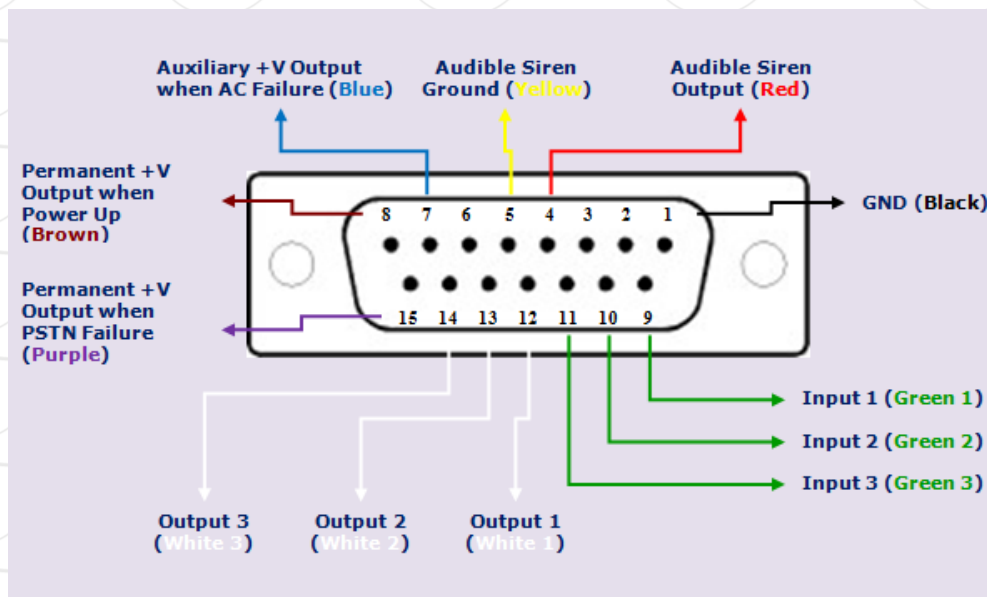 Auxiliary +V Output
when AC Failure (Blue)
Audible Siren
Ground (Yellow)
Audible Siren
Output (Red)
Permanent +V
Output when
Power Up
(Brown)
8 7 6 5 4 3 2 1
GND (Black)
Permanent +V
Output when
PSTN Failure
(Purple)
15 14 13 12 11 10 9
Input 1 (Green 1)
Input 2 (Green 2)
Input 3 (Green 3)
Output 3
(White 3)
Output 2
(White 2)
Output 1
(White 1)